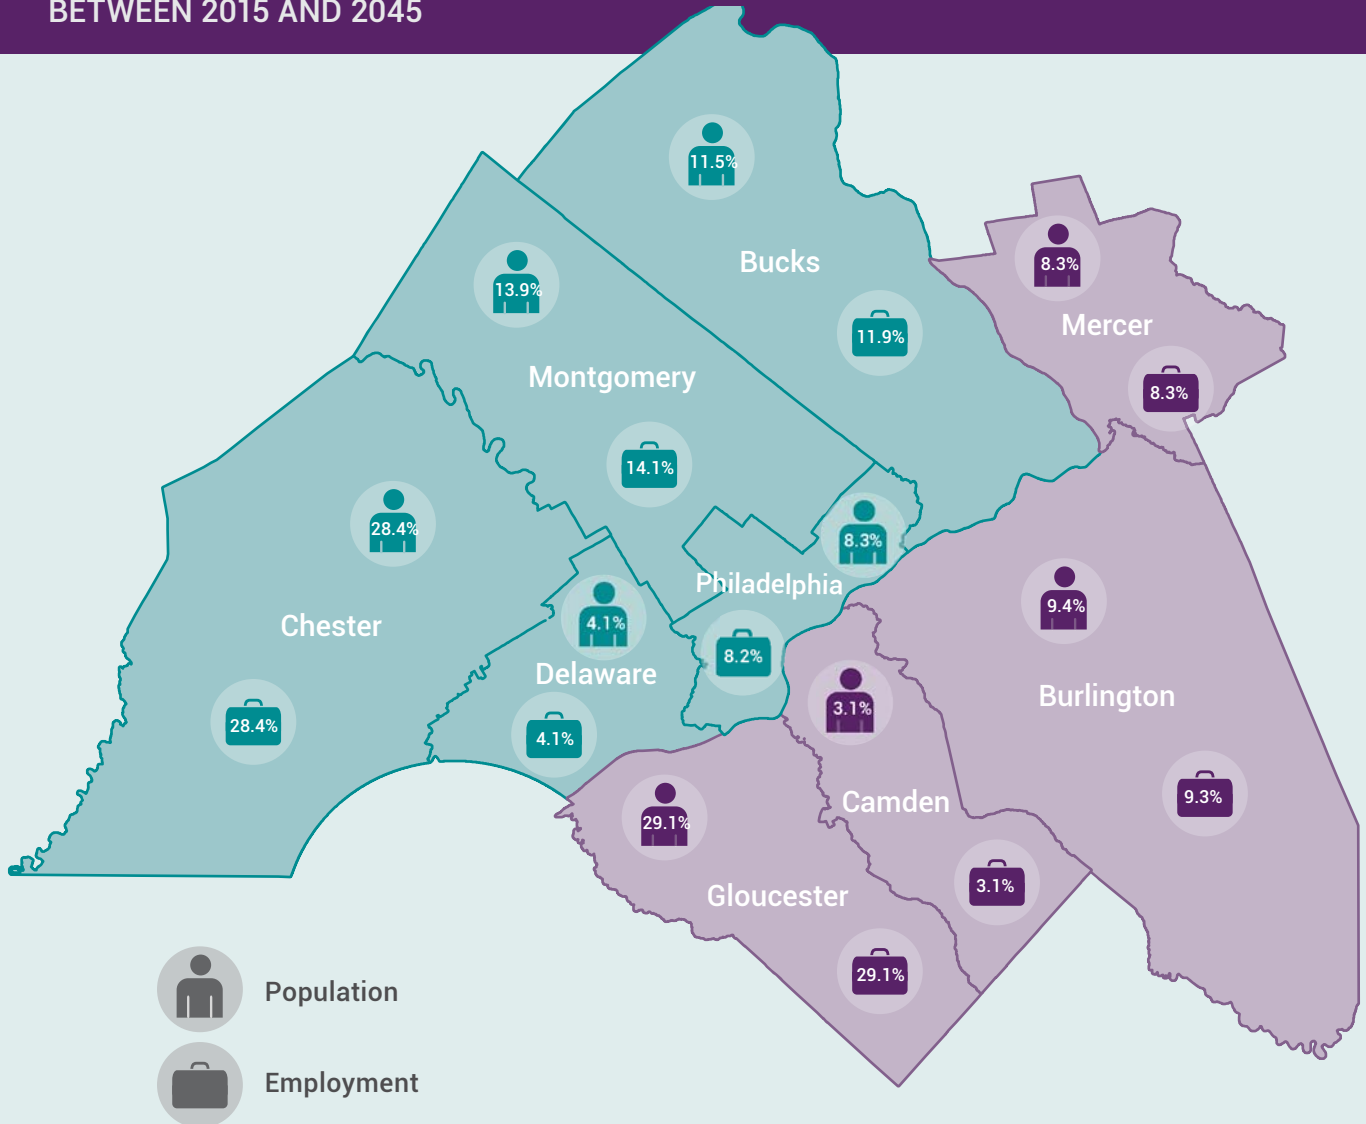 BETWEEN 2015 AND 2045
11.5%
Bucks
11.9%
8.3%
Mercer
8.3%
13.9%
Montgomery
14.1%
28.4%
Chester
28.4%
8.3%
Philadelphia
8.2%
4.1%
Delaware
4.1%
9.4%
Burlington
9.3%
3.1%
Camden
3.1%
29.1%
Gloucester
29.1%
Population
Employment